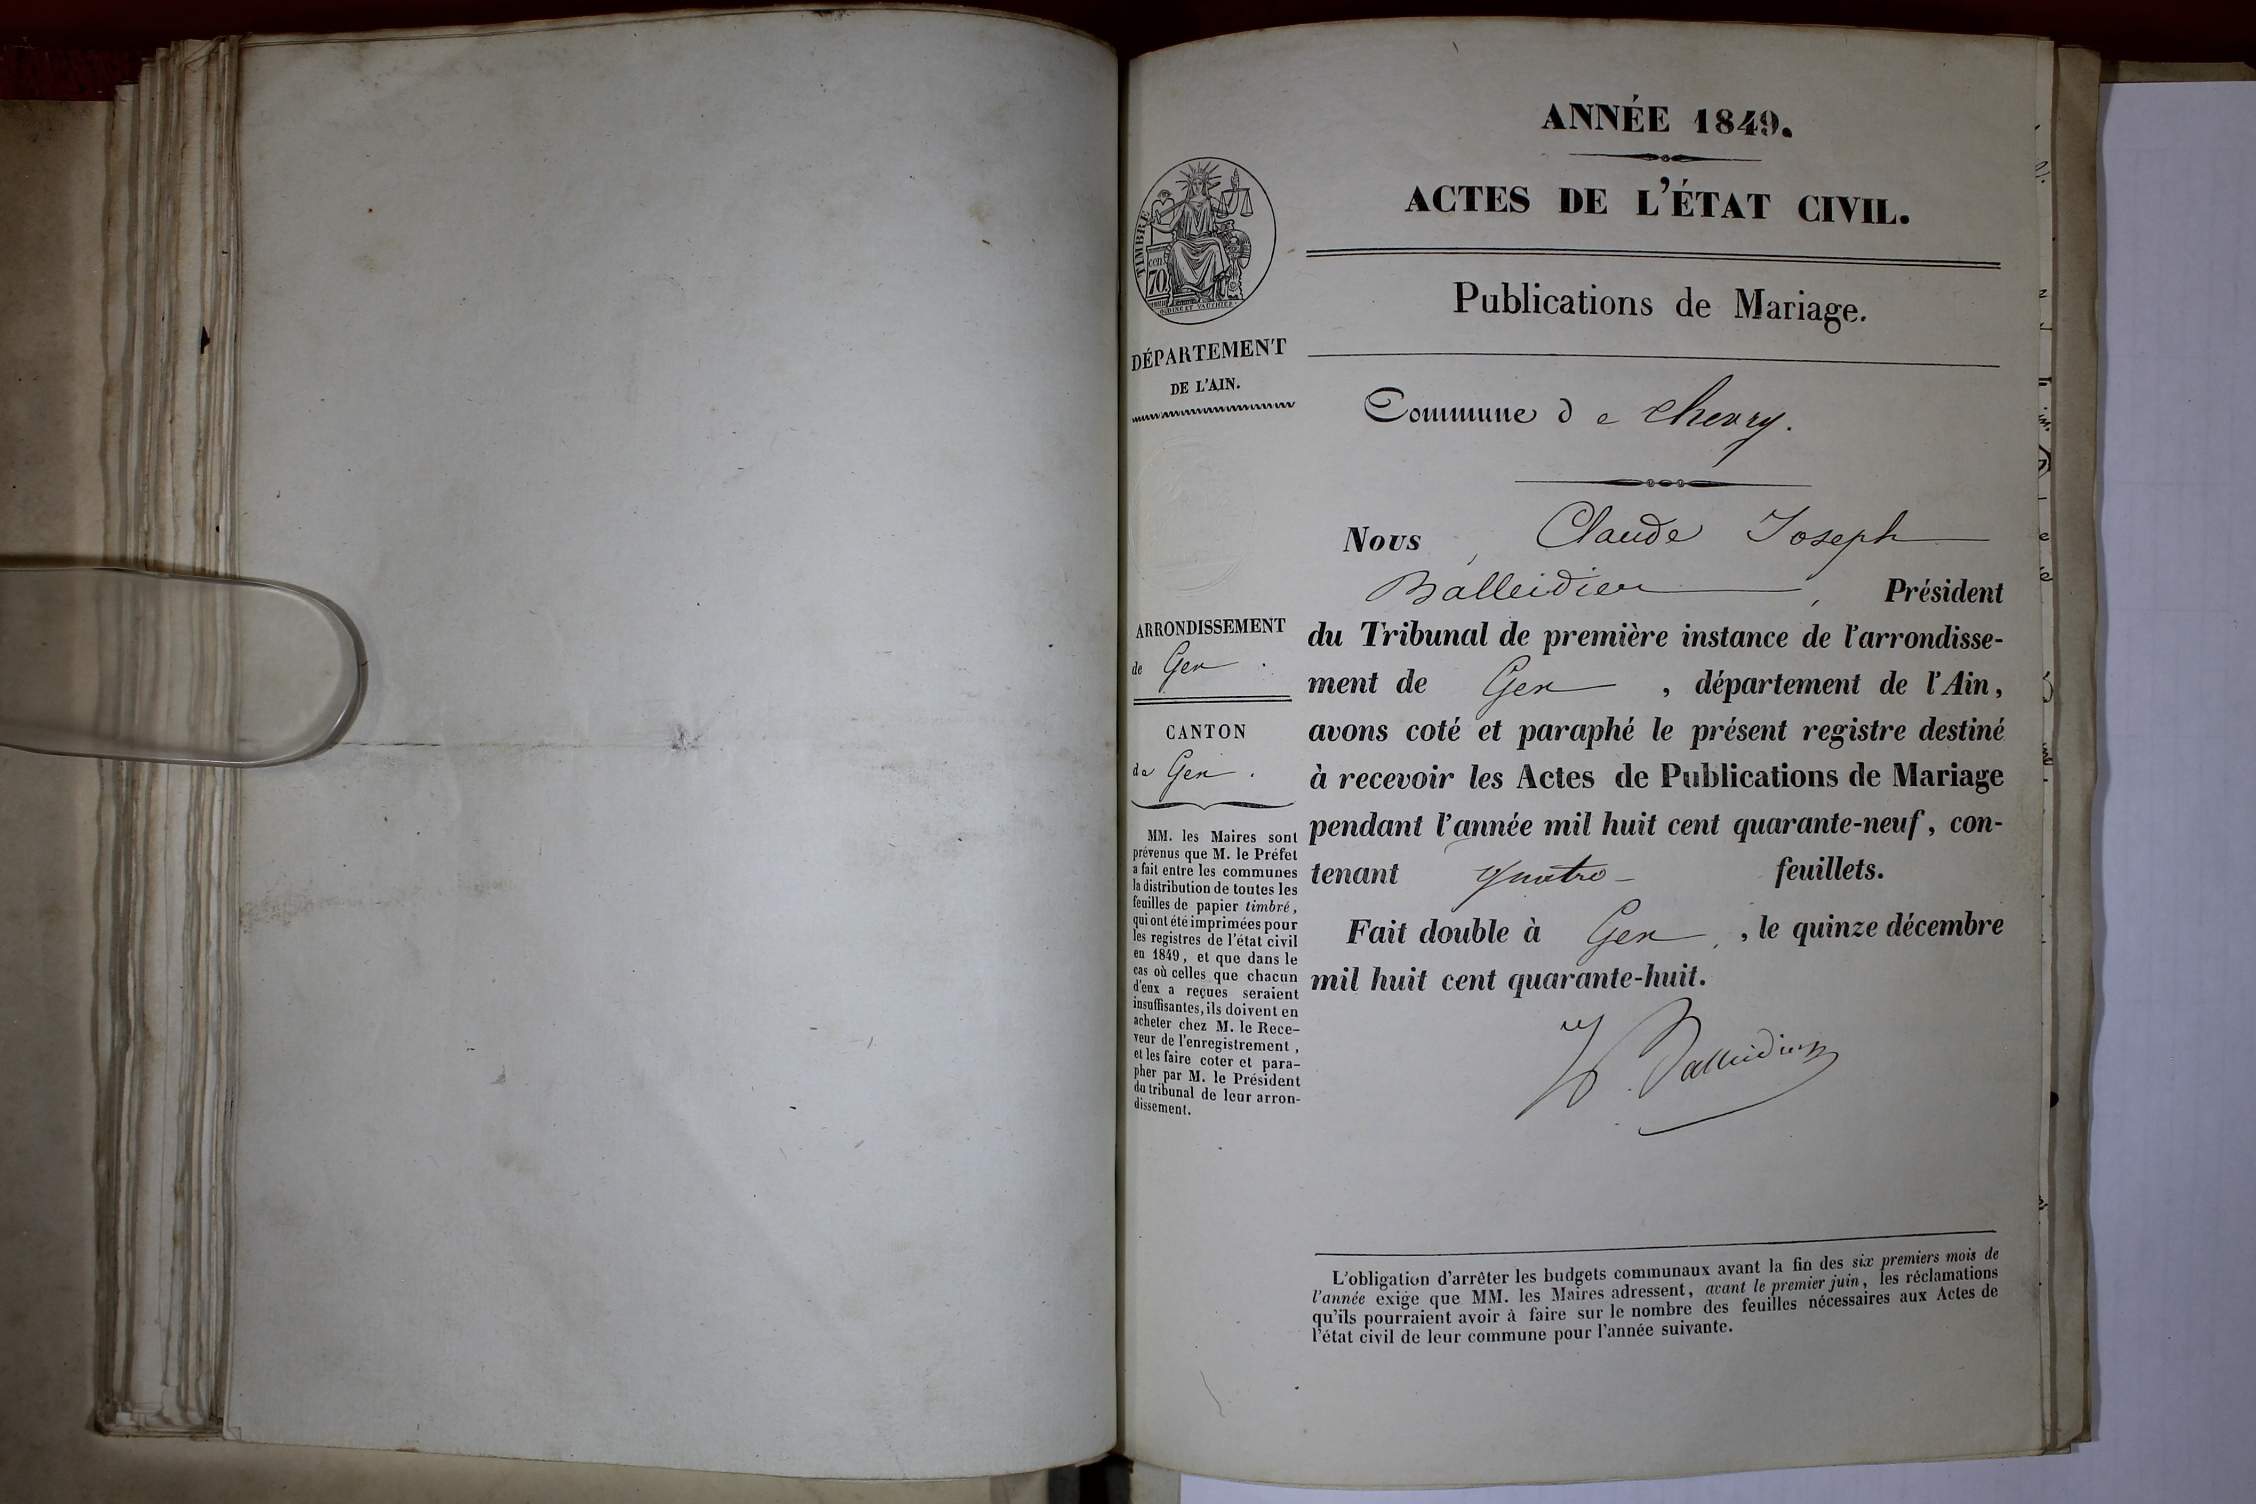 ANNÉE 1849.
ACTES DE L'ÉTAT CIVIL.
Publications de Mariage.
TIMBRE
cen
70
DÉPARTEMENT
DE L'AIN.
ARRONDISSEMENT
de Gex
CANTON
de Gex.
MM. les Maires sont
prévenus que M. le Préfet
a fait entre les communes
la distribution de toutes les
feuilles de papier timbré,
qui ont été imprimées pour
les registres de l'état civil
en 1849, et que dans le
cas où celles que chacun
d'eux a reçues seraient
insuffisantes, ils doivent en
acheter chez M. le Rece-
veur de l'enregistrement,
et les faire coter et para-
pher par M. le Président
du tribunal de leur arron-
dissement.
Commune de Chevry.
Nous, Claude Joseph
Balleidier, Président
du Tribunal de première instance de l'arrondisse-
ment de Gex, département de l'Ain,
avons coté et paraphé le présent registre destiné
à recevoir les Actes de Publications de Mariage
pendant l'année mil huit cent quarante-neuf, con-
tenant quatre feuillets.
Fait double à Gex, le quinze décembre
mil huit cent quarante-huit.
Balleidier
L'obligation d'arrêter les budgets communaux avant la fin des six premiers mois de
l'année exige que MM. les Maires adressent, avant le premier juin, les réclamations
qu'ils pourraient avoir à faire sur le nombre des feuilles nécessaires aux Actes de
l'état civil de leur commune pour l'année suivante.